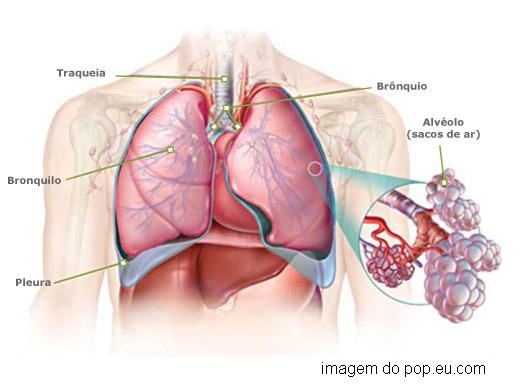 Traqueia
Brônquio
Alvéolo
(sacos de ar)
Bronquilo
Pleura
imagem do pop.eu.com